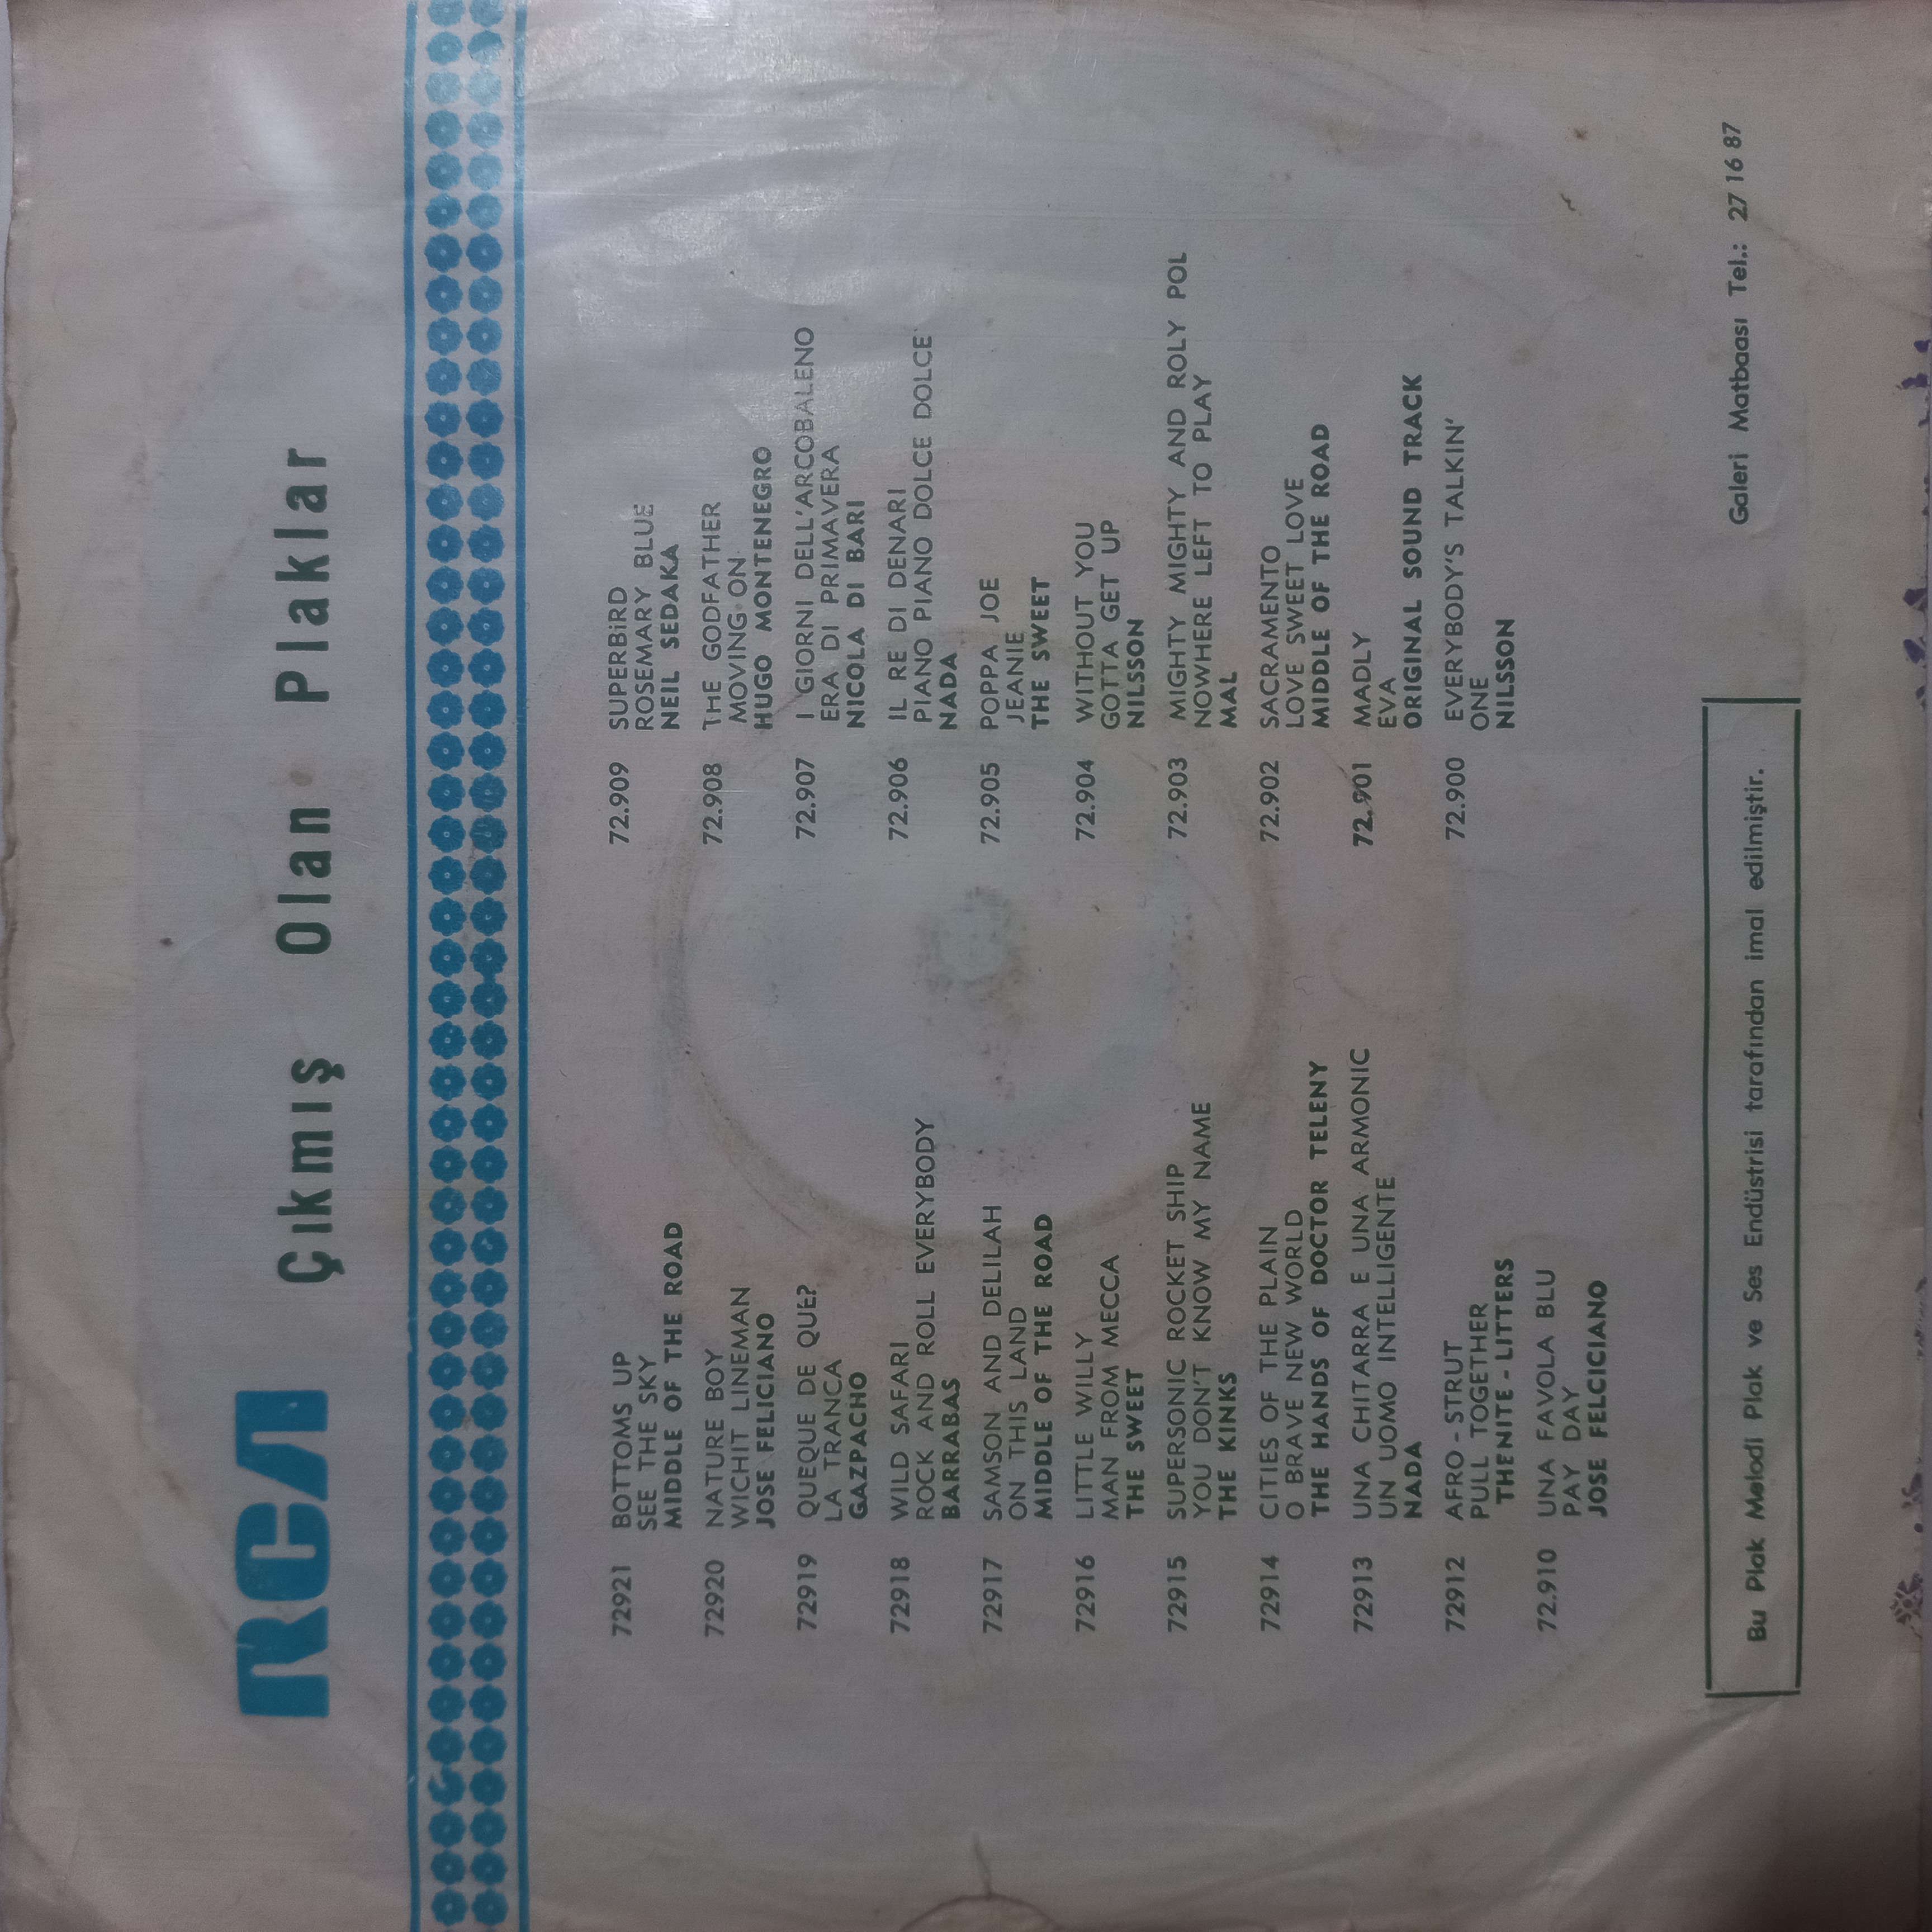 RCA Çıkmış Olan Plaklar
72921 BOTTOMS UP
SEE THE SKY
MIDDLE OF THE ROAD
72920 NATURE BOY
WICHIT LINEMAN
JOSE FELICIANO
72919 QUEQUE DE QUE?
LA TRANCA
GAZPACHO
72918 WILD SAFARI
ROCK AND ROLL EVERYBODY
BARRABAS
72917 SAMSON AND DELILAH
ON THIS LAND
MIDDLE OF THE ROAD
72916 LITTLE WILLY
MAN FROM MECCA
THE SWEET
72915 SUPERSONIC ROCKET SHIP
YOU DON'T KNOW MY NAME
THE KINKS
72914 CITIES OF THE PLAIN
O BRAVE NEW WORLD
THE HANDS OF DOCTOR TELENY
72913 UNA CHITARRA E UNA ARMONIC
UN UOMO INTELLIGENTE
NADA
72912 AFRO - STRUT
PULL TOGETHER
THE NITE - LITTERS
72.910 UNA FAVOLA BLU
PAY DAY
JOSE FELCICIANO
72.909 SUPERBiRD
ROSEMARY BLUE
NEIL SEDAKA
72.908 THE GODFATHER
MOVING ON
HUGO MONTENEGRO
72.907 I GIORNI DELL'ARCOBALENO
ERA DI PRIMAVERA
NICOLA DI BARI
72.906 IL RE DI DENARI
PIANO PIANO DOLCE DOLCE
NADA
72.905 POPPA JOE
JEANIE
THE SWEET
72.904 WITHOUT YOU
GOTTA GET UP
NILSSON
72.903 MIGHTY MIGHTY AND ROLY POL
NOWHERE LEFT TO PLAY
MAL
72.902 SACRAMENTO
LOVE SWEET LOVE
MIDDLE OF THE ROAD
72.901 MADLY
EVA
ORIGINAL SOUND TRACK
72.900 EVERYBODY'S TALKIN'
ONE
NILSSON
Galeri Matbaası Tel.: 27 16 87
Bu Plak Melodi Plak ve Ses Endüstrisi tarafından imal edilmiştir.